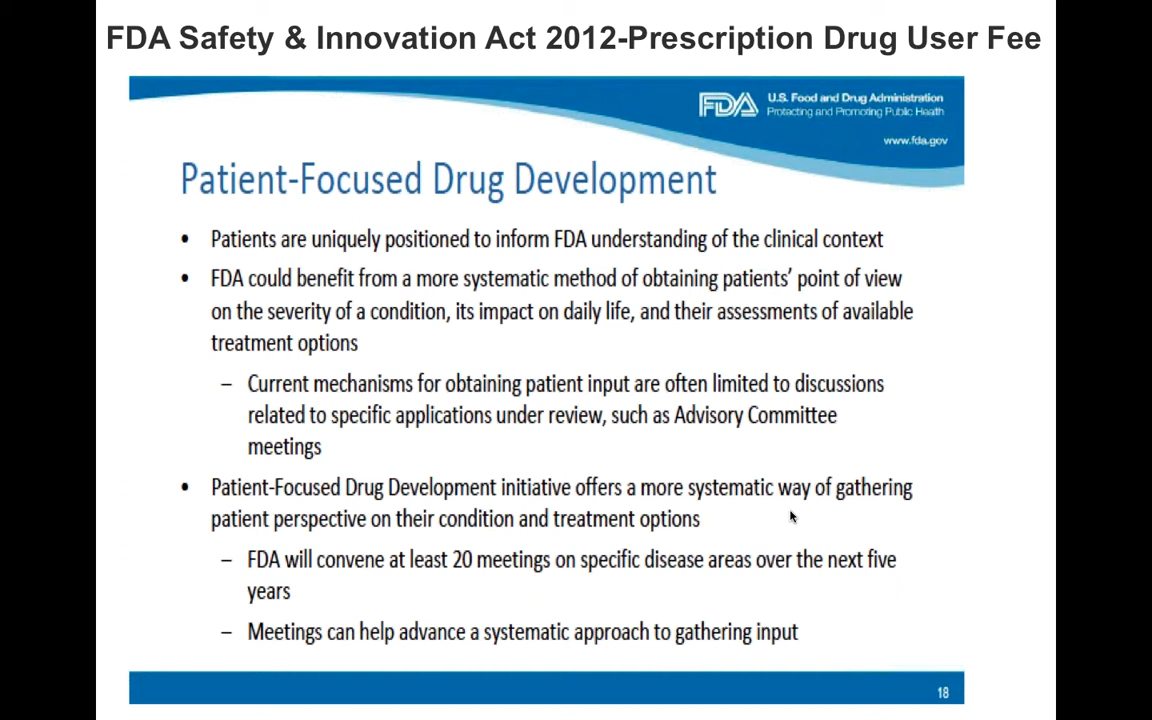 FDA Safety & Innovation Act 2012-Prescription Drug User Fee
FDA
U.S. Food and Drug Administration
Protecting and Promoting Public Health
www.fda.gov
Patient-Focused Drug Development
• Patients are uniquely positioned to inform FDA understanding of the clinical context
• FDA could benefit from a more systematic method of obtaining patients’ point of view
on the severity of a condition, its impact on daily life, and their assessments of available
treatment options
– Current mechanisms for obtaining patient input are often limited to discussions
related to specific applications under review, such as Advisory Committee
meetings
• Patient-Focused Drug Development initiative offers a more systematic way of gathering
patient perspective on their condition and treatment options
– FDA will convene at least 20 meetings on specific disease areas over the next five
years
– Meetings can help advance a systematic approach to gathering input
18